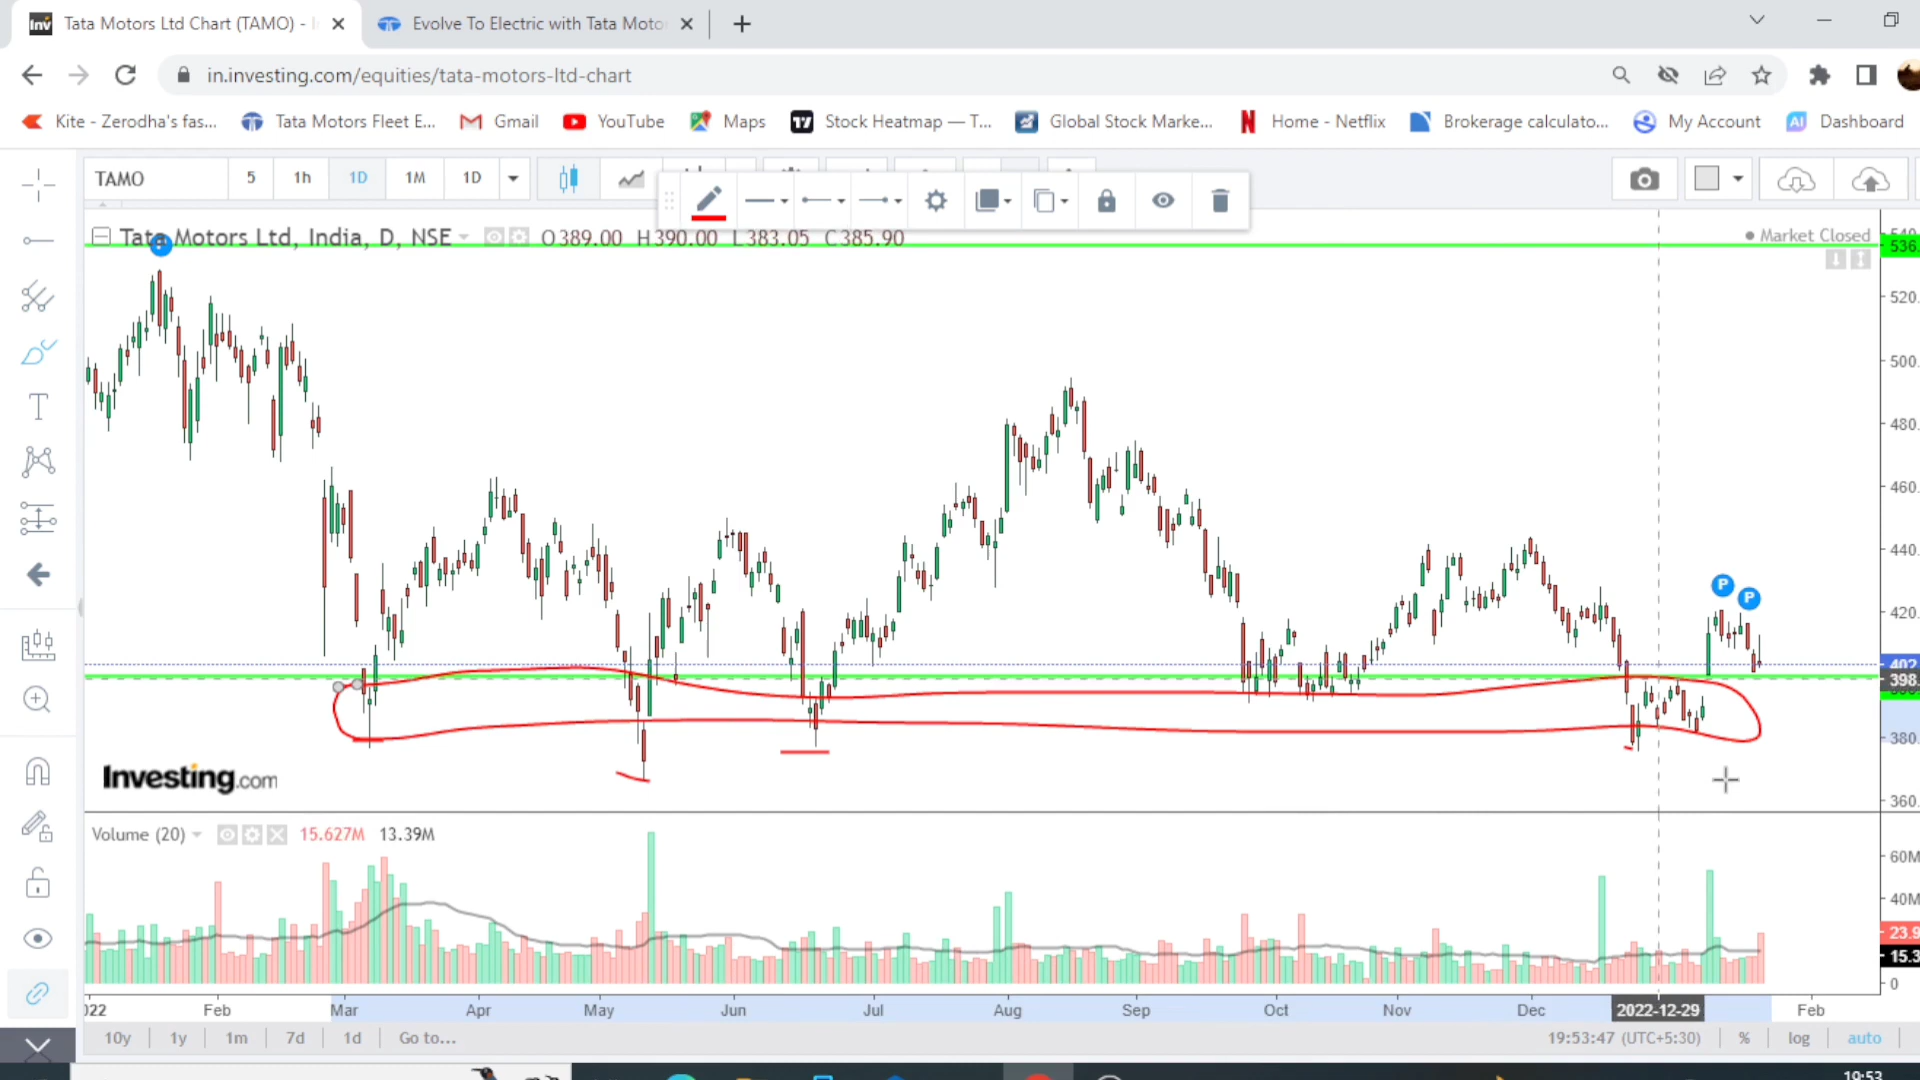 Tata Motors Ltd Chart (TAMO) -
Evolve To Electric with Tata Moto
in.investing.com/equities/tata-motors-ltd-chart
Kite - Zerodha's fas...
Tata Motors Fleet E...
Gmail
YouTube
Maps
Stock Heatmap — T...
Global Stock Marke...
Home - Netflix
Brokerage calculato...
My Account
Dashboard
TAMO 5 1h 1D 1M 1D
Tata Motors Ltd, India, D, NSE O389.00 H390.00 L383.05 C385.90
Market Closed
540.
536.
520.
500.
480.
460.
440.
420.
P
P
402
398.
380.
360.
Investing.com
Volume (20) 15.627M 13.39M
60M
40M
23.9
15.3
0
2022 Feb Mar Apr May Jun Jul Aug Sep Oct Nov Dec 2022-12-29 Feb
10y 1y 1m 7d 1d Go to... 19:53:47 (UTC+5:30) % log auto
19:53